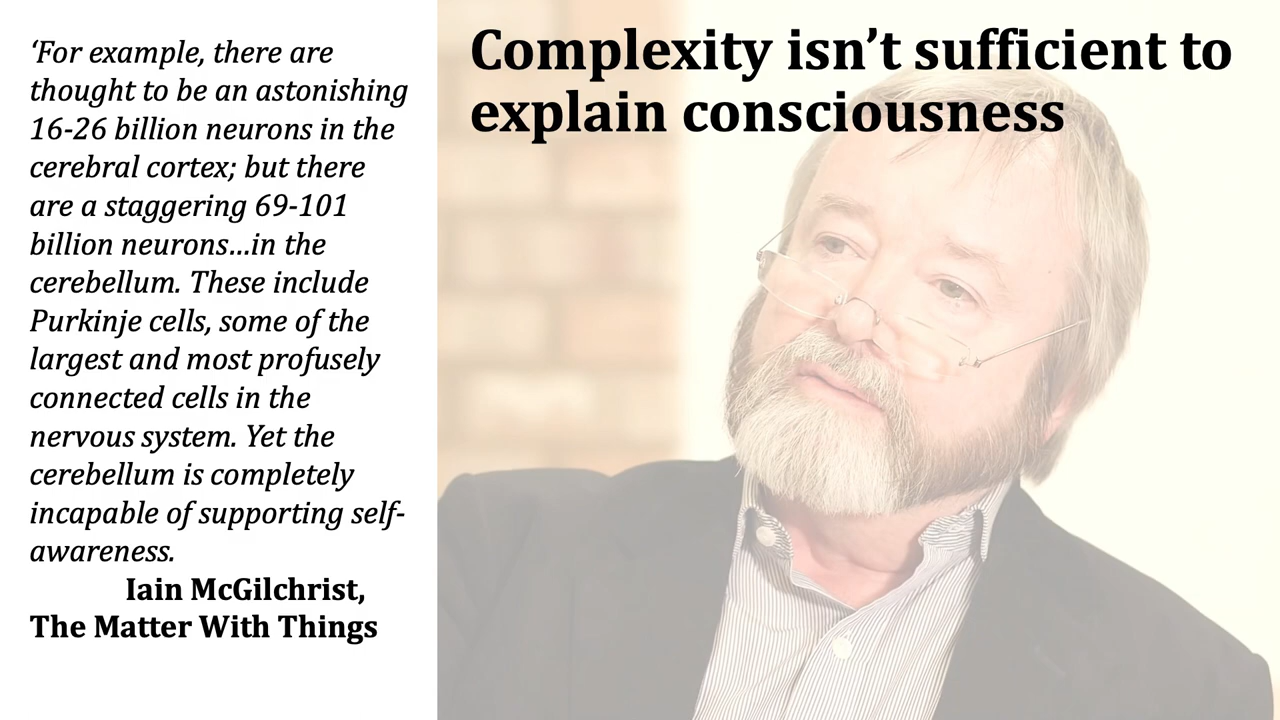 ‘For example, there are
thought to be an astonishing
16-26 billion neurons in the
cerebral cortex; but there
are a staggering 69-101
billion neurons…in the
cerebellum. These include
Purkinje cells, some of the
largest and most profusely
connected cells in the
nervous system. Yet the
cerebellum is completely
incapable of supporting self-
awareness.
Iain McGilchrist,
The Matter With Things
Complexity isn’t sufficient to
explain consciousness